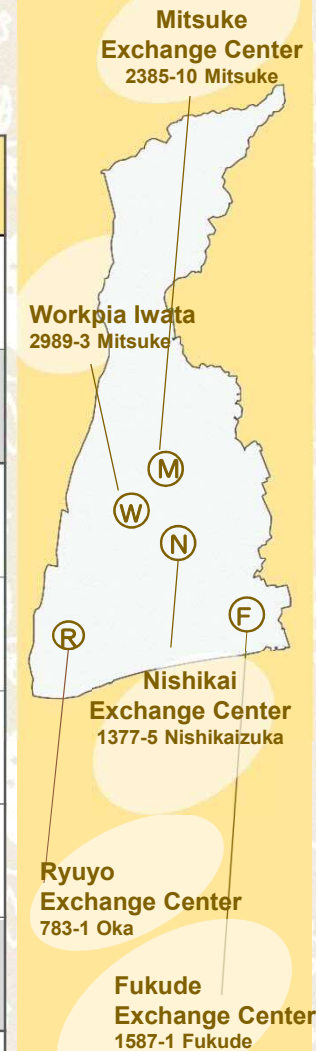 Mitsuke
Exchange Center
2385-10 Mitsuke
Workpia Iwata
2989-3 Mitsuke
M
W
N
F
R
Nishikai
Exchange Center
1377-5 Nishikaizuka
Ryuyo
Exchange Center
783-1 Oka
Fukude
Exchange Center
1587-1 Fukude